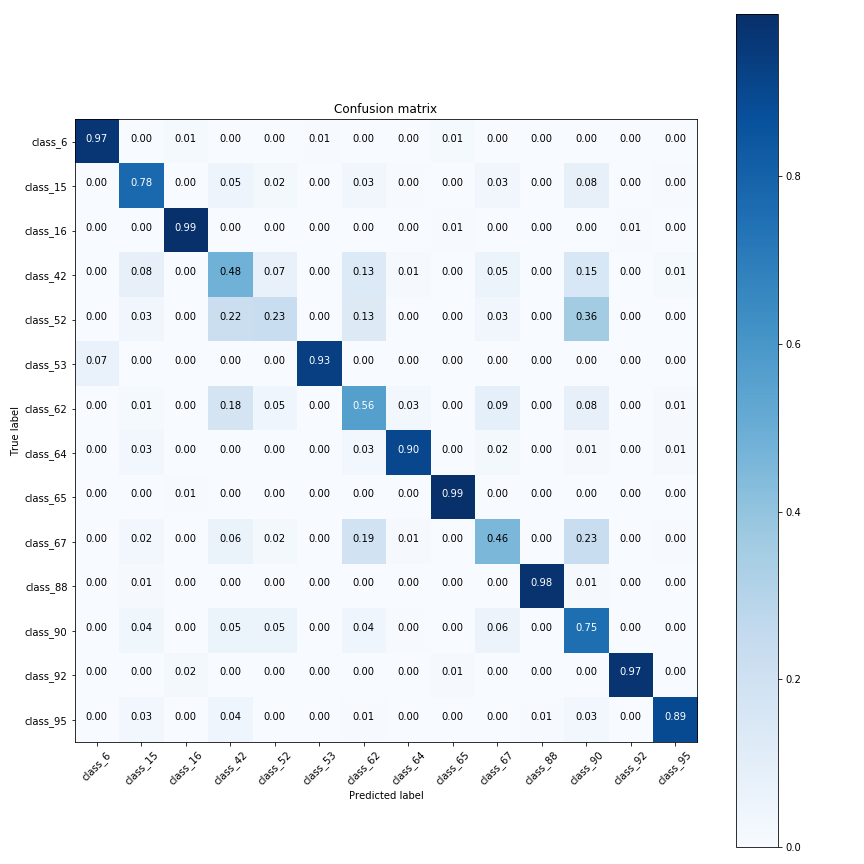 Confusion matrix
class_6 0.97 0.00 0.01 0.00 0.00 0.01 0.00 0.00 0.01 0.00 0.00 0.00 0.00 0.00
class_15 0.00 0.78 0.00 0.05 0.02 0.00 0.03 0.00 0.00 0.03 0.00 0.08 0.00 0.00
class_16 0.00 0.00 0.99 0.00 0.00 0.00 0.00 0.00 0.01 0.00 0.00 0.00 0.01 0.00
class_42 0.00 0.08 0.00 0.48 0.07 0.00 0.13 0.01 0.00 0.05 0.00 0.15 0.00 0.01
class_52 0.00 0.03 0.00 0.22 0.23 0.00 0.13 0.00 0.00 0.03 0.00 0.36 0.00 0.00
class_53 0.07 0.00 0.00 0.00 0.00 0.93 0.00 0.00 0.00 0.00 0.00 0.00 0.00 0.00
class_62 0.00 0.01 0.00 0.18 0.05 0.00 0.56 0.03 0.00 0.09 0.00 0.08 0.00 0.01
class_64 0.00 0.03 0.00 0.00 0.00 0.00 0.03 0.90 0.00 0.02 0.00 0.01 0.00 0.01
class_65 0.00 0.00 0.01 0.00 0.00 0.00 0.00 0.00 0.99 0.00 0.00 0.00 0.00 0.00
class_67 0.00 0.02 0.00 0.06 0.02 0.00 0.19 0.01 0.00 0.46 0.00 0.23 0.00 0.00
class_88 0.00 0.01 0.00 0.00 0.00 0.00 0.00 0.00 0.00 0.00 0.98 0.01 0.00 0.00
class_90 0.00 0.04 0.00 0.05 0.05 0.00 0.04 0.00 0.00 0.06 0.00 0.75 0.00 0.00
class_92 0.00 0.00 0.02 0.00 0.00 0.00 0.00 0.00 0.01 0.00 0.00 0.00 0.97 0.00
class_95 0.00 0.03 0.00 0.04 0.00 0.00 0.01 0.00 0.00 0.00 0.01 0.03 0.00 0.89
True label
class_6 class_15 class_16 class_42 class_52 class_53 class_62 class_64 class_65 class_67 class_88 class_90 class_92 class_95
Predicted label
0.8
0.6
0.4
0.2
0.0